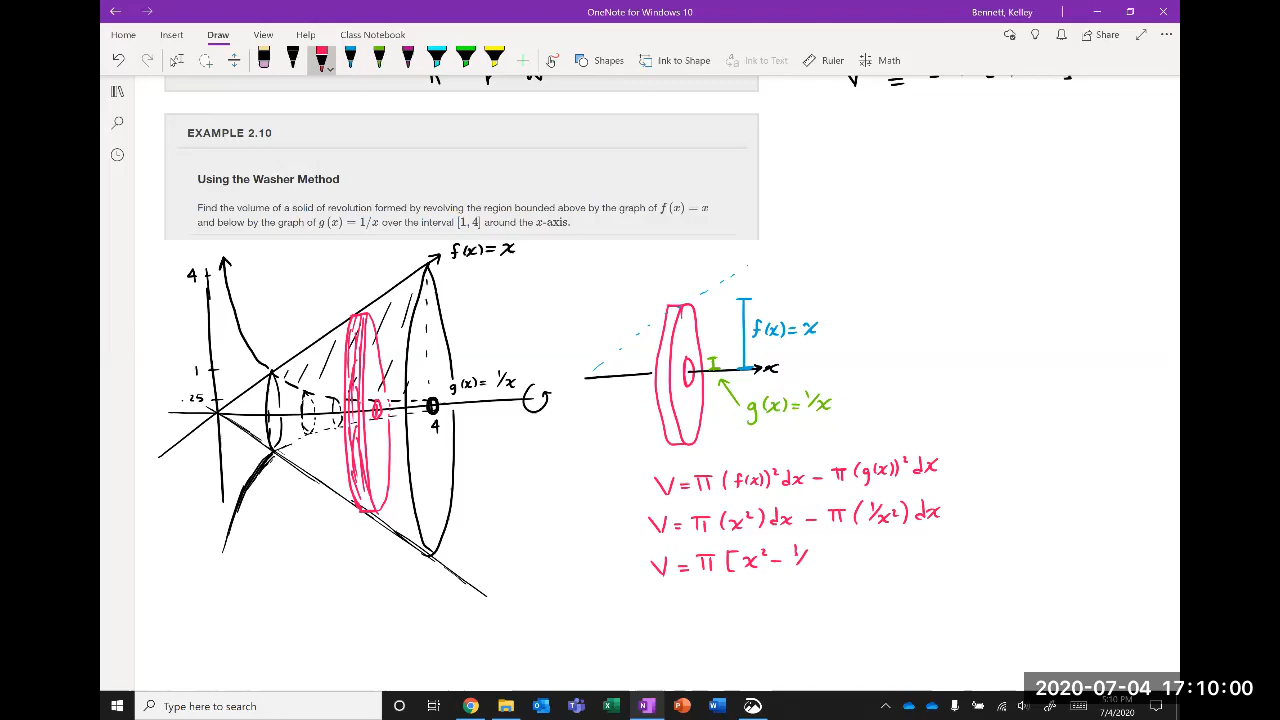 OneNote for Windows 10
Bennett, Kelley
Home Insert Draw View Help Class Notebook Share
Shapes Ink to Shape Ink to Text Ruler Math
EXAMPLE 2.10
Using the Washer Method
Find the volume of a solid of revolution formed by revolving the region bounded above by the graph of f (x) = x
and below by the graph of g (x) = 1/x over the interval [1, 4] around the x-axis.
f(x) = x
4
1
.25
g(x) = 1/x
4
f(x) = x
x
g(x) = 1/x
V = π (f(x))² dx − π (g(x))² dx
V = π (x²) dx − π (1/x²) dx
V = π [ x² − 1/
Type here to search
5:10 PM
7/4/2020
2020-07-04 17:10:00